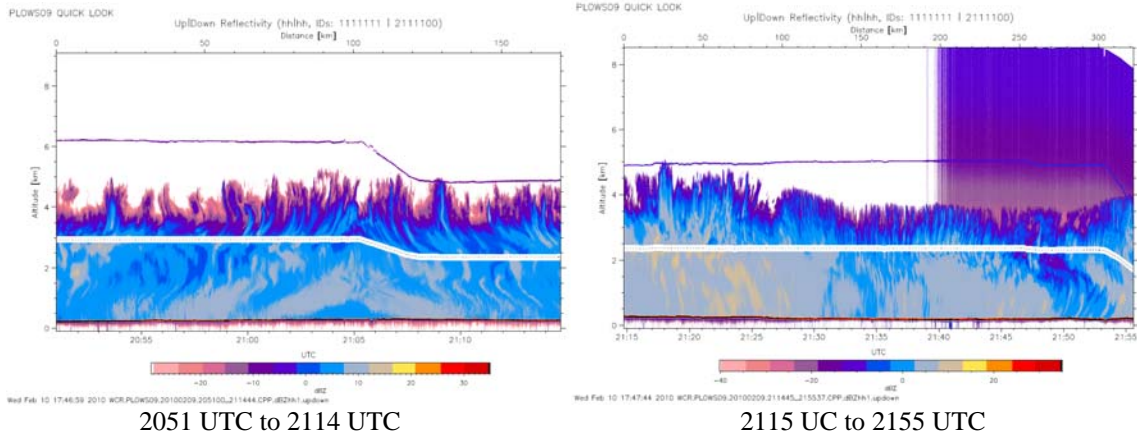 PLOWS09 QUICK LOOK
Up|Down Reflectivity (hh|hh, IDs: 1111111 | 2111100)
Distance [km]
0 50 100 150
8
6
4
2
0
Altitude [km]
20:55 21:00 21:05 21:10
UTC
-20 -10 0 10 20 30
dBZ
Wed Feb 10 17:46:59 2010 WCR.PLOWS09.20100209.205100_211444.CPP.dBZhh1.updown
2051 UTC to 2114 UTC
PLOWS09 QUICK LOOK
Up|Down Reflectivity (hh|hh, IDs: 1111111 | 2111100)
Distance [km]
0 50 100 150 200 250 300
8
6
4
2
0
Altitude [km]
21:15 21:20 21:25 21:30 21:35 21:40 21:45 21:50 21:55
UTC
-40 -20 0 20
dBZ
Wed Feb 10 17:47:44 2010 WCR.PLOWS09.20100209.211445_215537.CPP.dBZhh1.updown
2115 UC to 2155 UTC